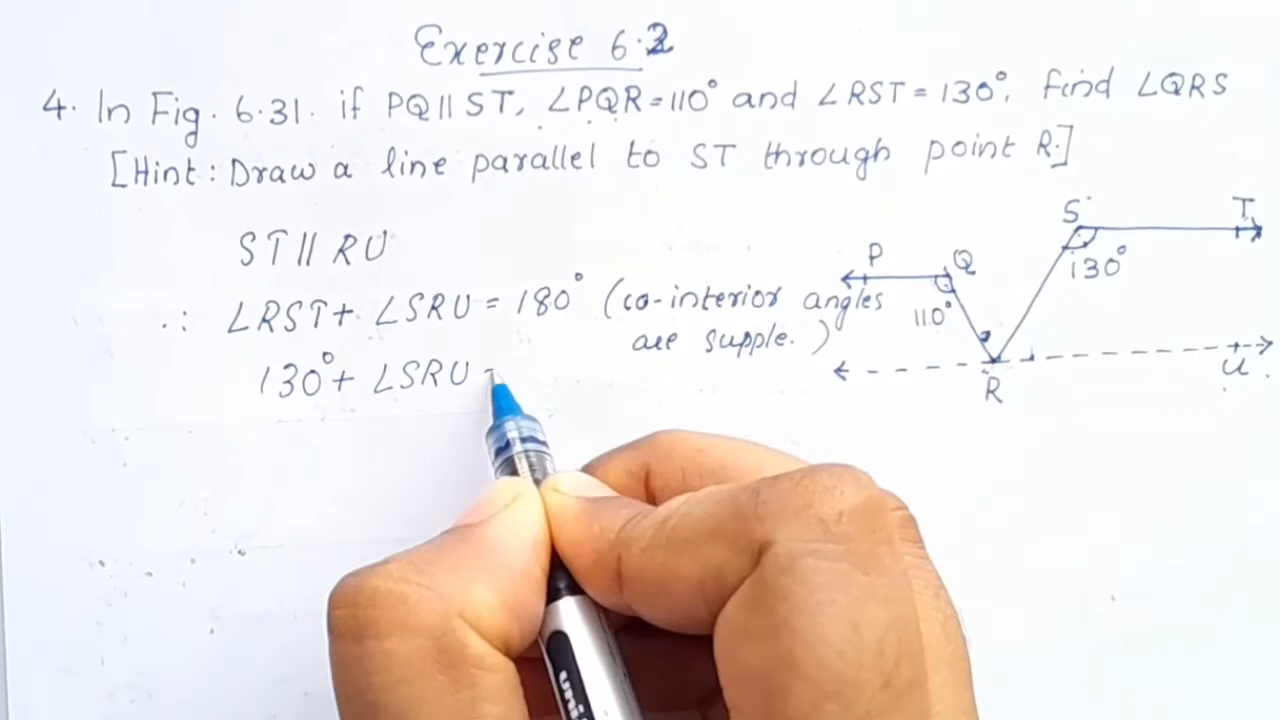 Exercise 6.2
4. In Fig. 6.31. if PQ || ST, ∠PQR = 110° and ∠RST = 130°. find ∠QRS
[Hint : Draw a line parallel to ST through point R.]
ST || RU
∴ ∠RST + ∠SRU = 180° (co-interior angles
are supple.)
130° + ∠SRU =
S T
P Q 130°
110°
R U
uni